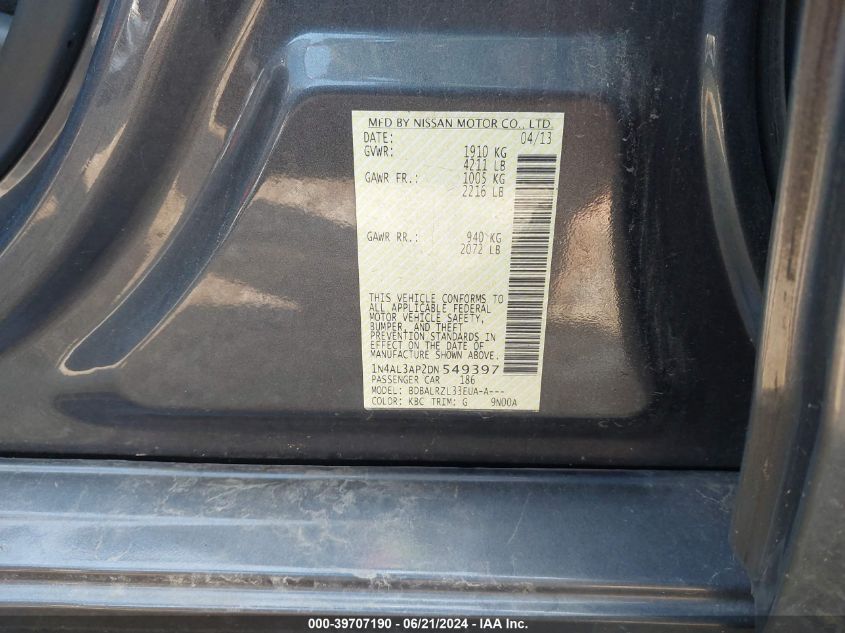 MFD BY NISSAN MOTOR CO., LTD.
DATE: 04/13
GVWR: 1910 KG
4211 LB
GAWR FR.: 1005 KG
2216 LB
GAWR RR.: 940 KG
2072 LB
THIS VEHICLE CONFORMS TO
ALL APPLICABLE FEDERAL
MOTOR VEHICLE SAFETY,
BUMPER, AND THEFT
PREVENTION STANDARDS IN
EFFECT ON THE DATE OF
MANUFACTURE SHOWN ABOVE.
1N4AL3AP2DN549397
PASSENGER CAR 186
MODEL: BDBALRZL33EUA-A---
COLOR: KBC TRIM: G 9N00A
000-39707190 - 06/21/2024 - IAA Inc.